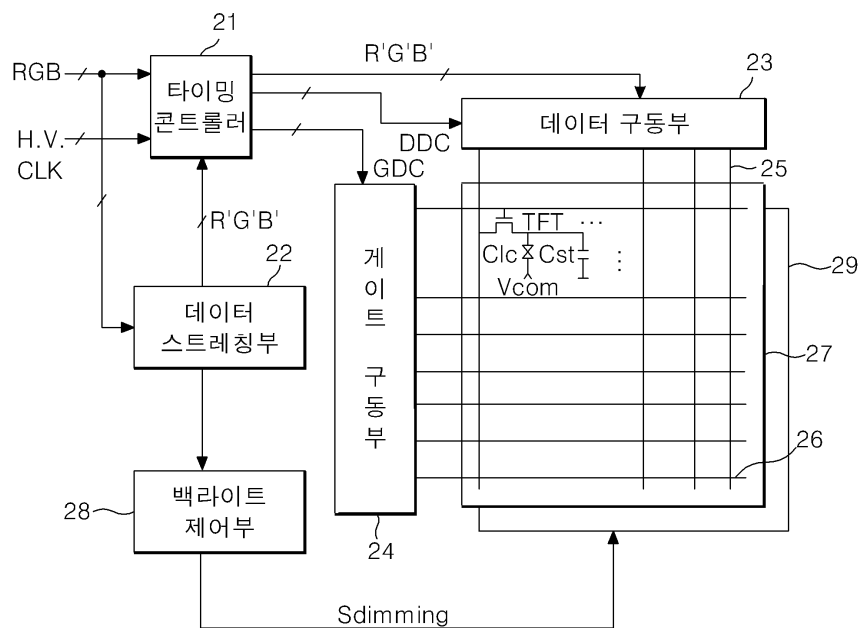 21
R'G'B'
RGB
타이밍
콘트롤러
23
데이터 구동부
H.V.
CLK
DDC
GDC
25
R'G'B'
TFT ...
Clc
Cst
Vcom
29
22
데이터
스트레칭부
게이트 구동부
27
26
28
백라이트
제어부
24
Sdimming